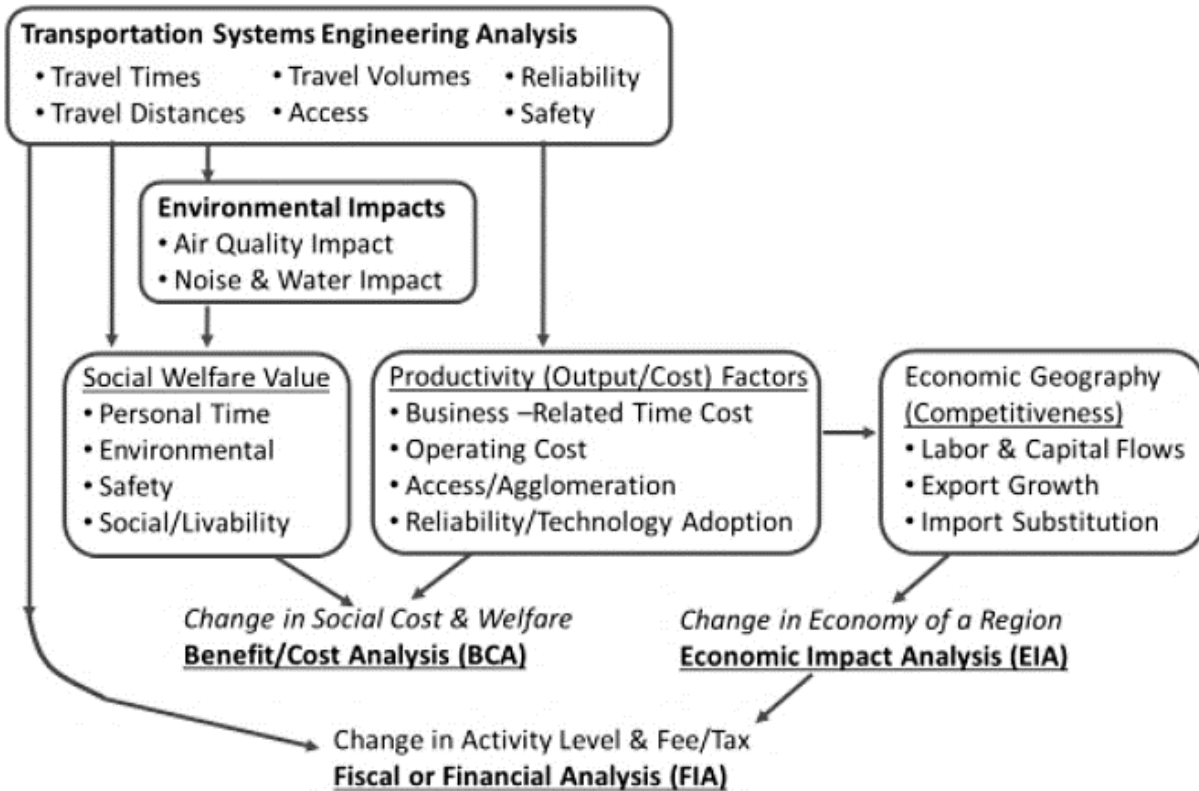 Transportation Systems Engineering Analysis
• Travel Times • Travel Volumes • Reliability
• Travel Distances • Access • Safety
Environmental Impacts
• Air Quality Impact
• Noise & Water Impact
Social Welfare Value
• Personal Time
• Environmental
• Safety
• Social/Livability
Productivity (Output/Cost) Factors
• Business –Related Time Cost
• Operating Cost
• Access/Agglomeration
• Reliability/Technology Adoption
Economic Geography
(Competitiveness)
• Labor & Capital Flows
• Export Growth
• Import Substitution
Change in Social Cost & Welfare
Benefit/Cost Analysis (BCA)
Change in Economy of a Region
Economic Impact Analysis (EIA)
Change in Activity Level & Fee/Tax
Fiscal or Financial Analysis (FIA)